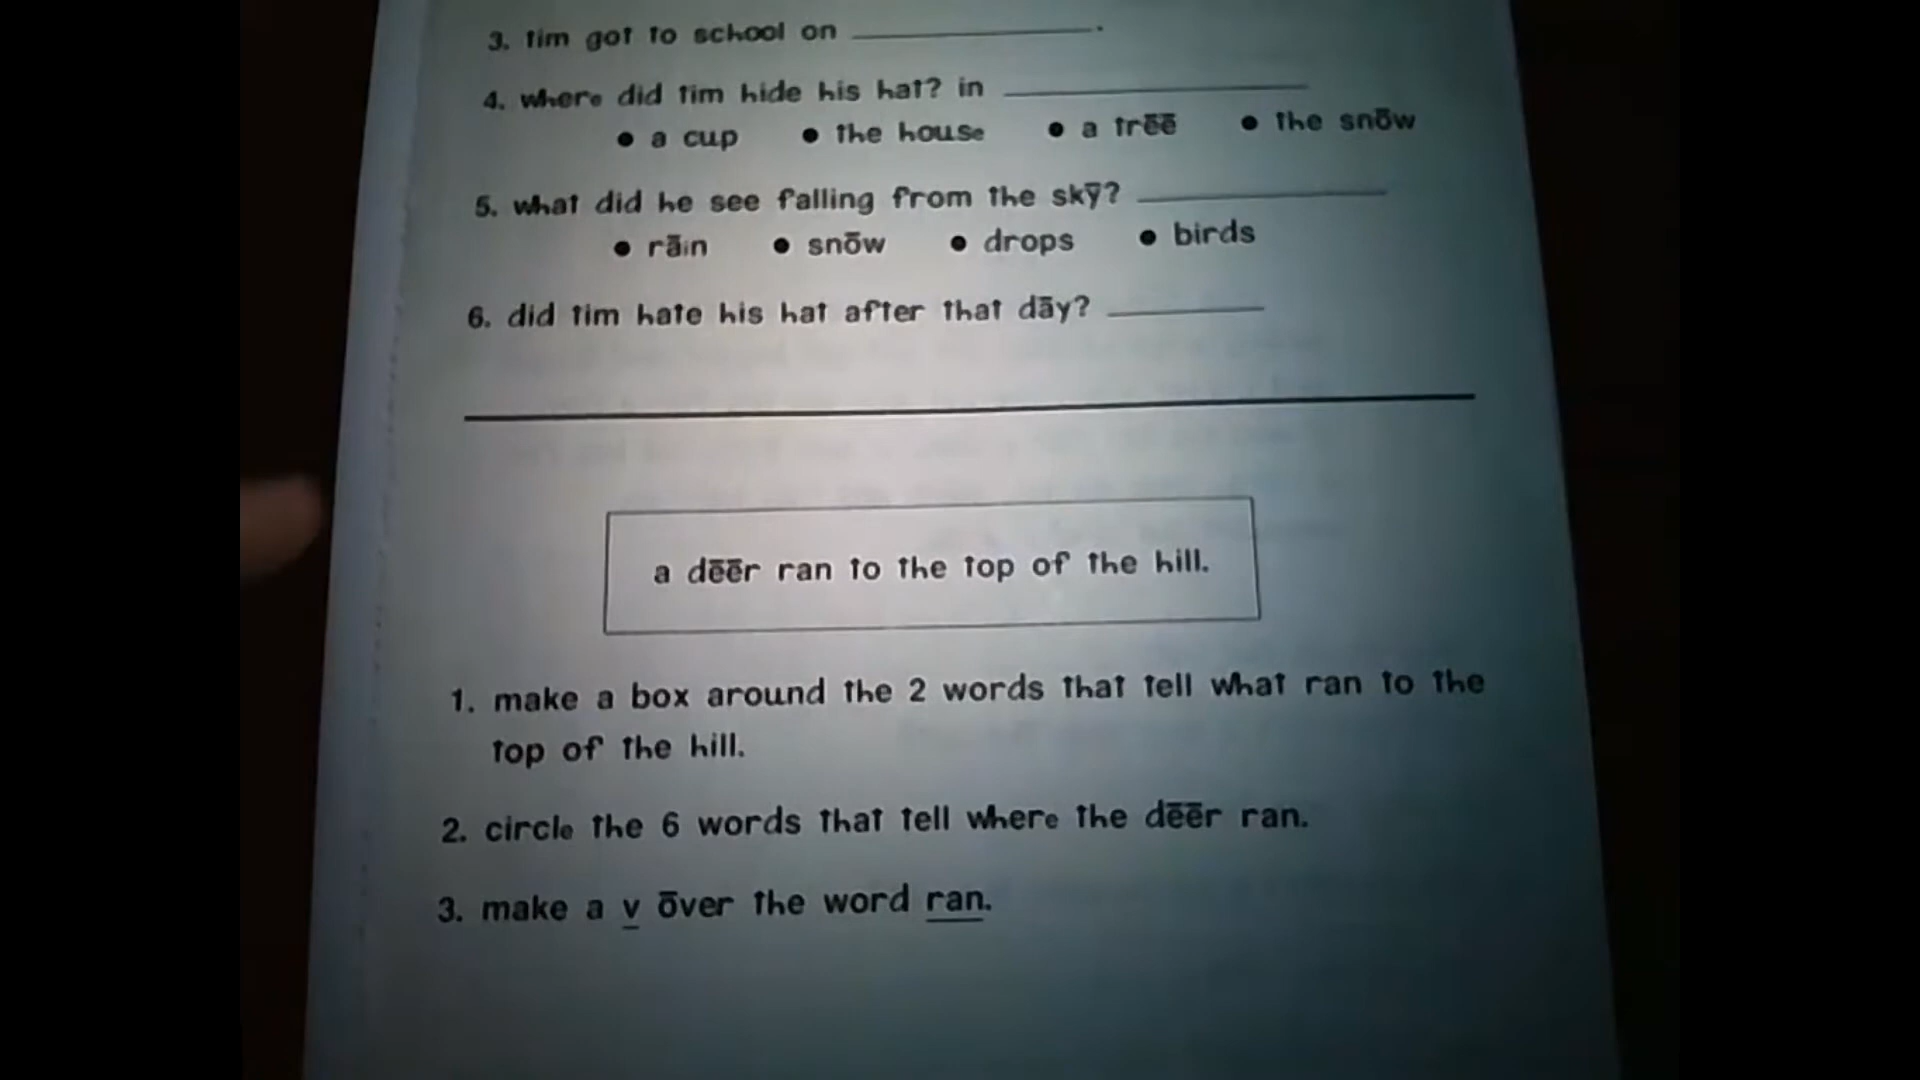 3. tim got to school on ____________.
4. where did tim hide his hat? in ____________
• a cup • the house • a trēē • the snōw
5. what did he see falling from the skȳ? ____________
• rāin • snōw • drops • birds
6. did tim hate his hat after that dāy? ____________
a dēēr ran to the top of the hill.
1. make a box around the 2 words that tell what ran to the
top of the hill.
2. circle the 6 words that tell where the dēēr ran.
3. make a v ōver the word ran.